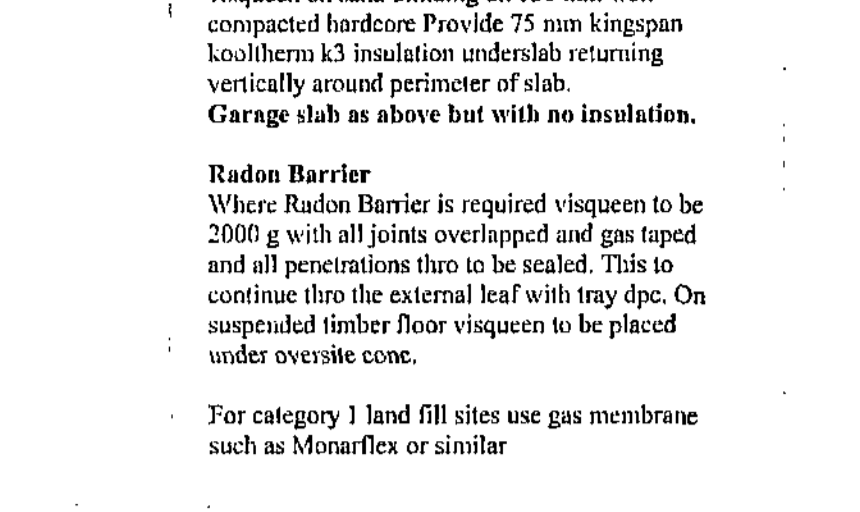 compacted hardcore Provide 75 mm kingspan
kooltherm k3 insulation underslab returning
vertically around perimeter of slab.
Garage slab as above but with no insulation.
Radon Barrier
Where Radon Barrier is required visqueen to be
2000 g with all joints overlapped and gas taped
and all penetrations thro to be sealed. This to
continue thro the external leaf with tray dpc. On
suspended timber floor visqueen to be placed
under oversite conc.
For category 1 land fill sites use gas membrane
such as Monarflex or similar